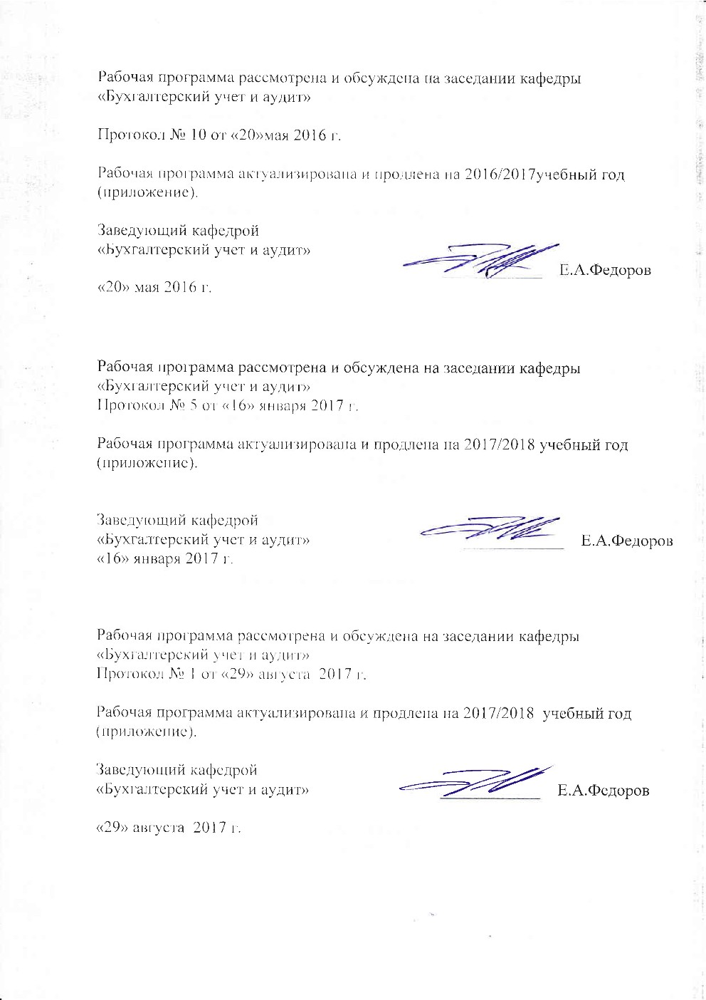 Рабочая программа рассмотрена и обсуждена на заседании кафедры
«Бухгалтерский учет и аудит»
Протокол № 10 от «20»мая 2016 г.
Рабочая программа актуализирована и продлена на 2016/2017учебный год
(приложение).
Заведующий кафедрой
«Бухгалтерский учет и аудит»
Е.А.Федоров
«20» мая 2016 г.
Рабочая программа рассмотрена и обсуждена на заседании кафедры
«Бухгалтерский учет и аудит»
Протокол № 5 от «16» января 2017 г.
Рабочая программа актуализирована и продлена на 2017/2018 учебный год
(приложение).
Заведующий кафедрой
«Бухгалтерский учет и аудит»
Е.А.Федоров
«16» января 2017 г.
Рабочая программа рассмотрена и обсуждена на заседании кафедры
«Бухгалтерский учет и аудит»
Протокол № 1 от «29» августа 2017 г.
Рабочая программа актуализирована и продлена на 2017/2018 учебный год
(приложение).
Заведующий кафедрой
«Бухгалтерский учет и аудит»
Е.А.Федоров
«29» августа 2017 г.